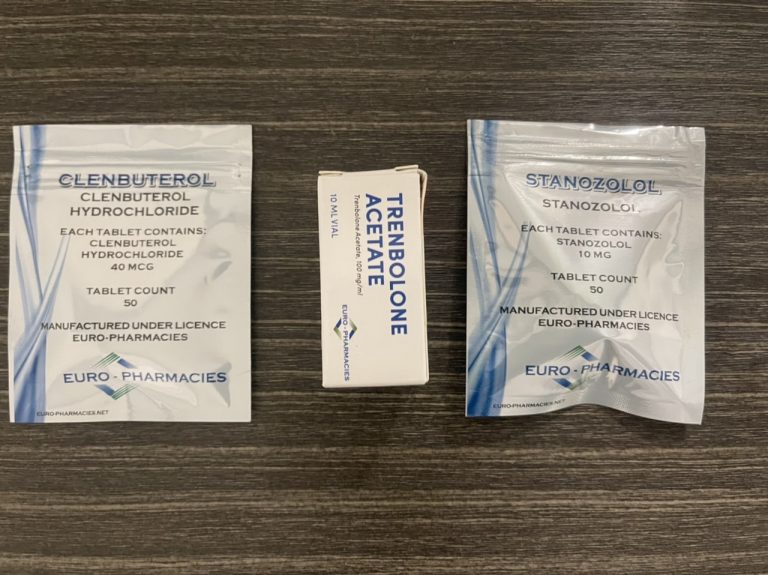 CLENBUTEROL
CLENBUTEROL
HYDROCHLORIDE
EACH TABLET CONTAINS:
CLENBUTEROL
HYDROCHLORIDE
40 MCG
TABLET COUNT
50
MANUFACTURED UNDER LICENCE
EURO-PHARMACIES
EURO - PHARMACIES
EURO-PHARMACIES.NET
TRENBOLONE
ACETATE
Trenbolone Acetate, 100 mg/ml
10 ML VIAL
EURO - PHARMACIES
STANOZOLOL
STANOZOLOL
EACH TABLET CONTAINS:
STANOZOLOL
10 MG
TABLET COUNT
50
MANUFACTURED UNDER LICENCE
EURO-PHARMACIES
EURO - PHARMACIES
EURO-PHARMACIES.NET